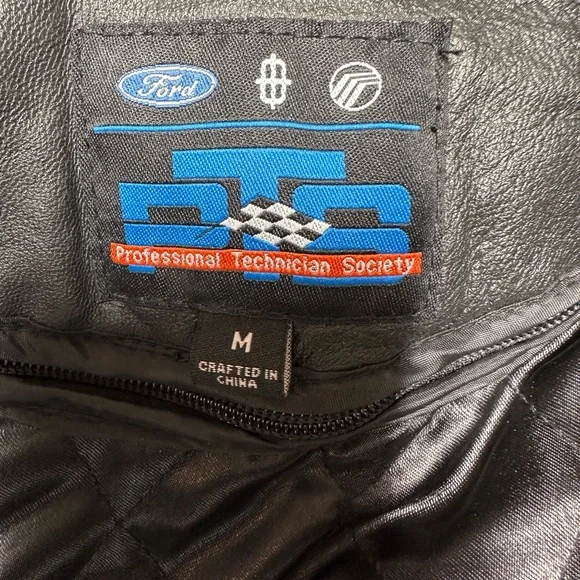 Ford
PTS
Professional Technician Society
M
CRAFTED IN
CHINA